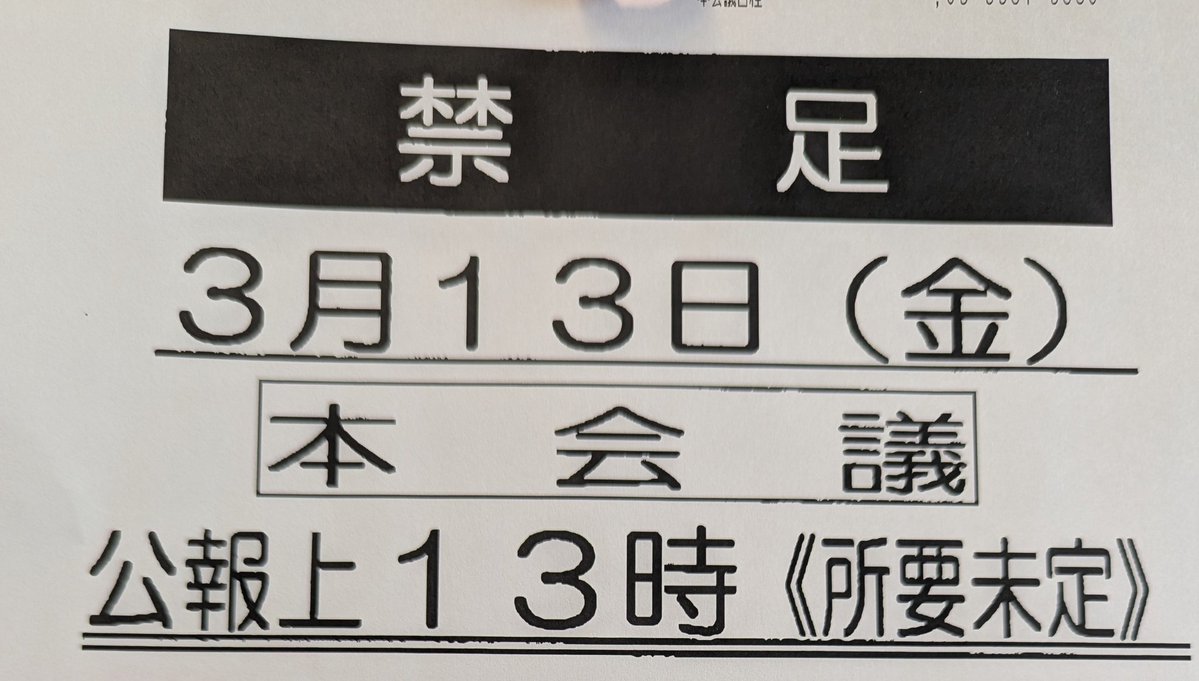 禁足
3月13日(金)
本会議
公報上13時《所要未定》